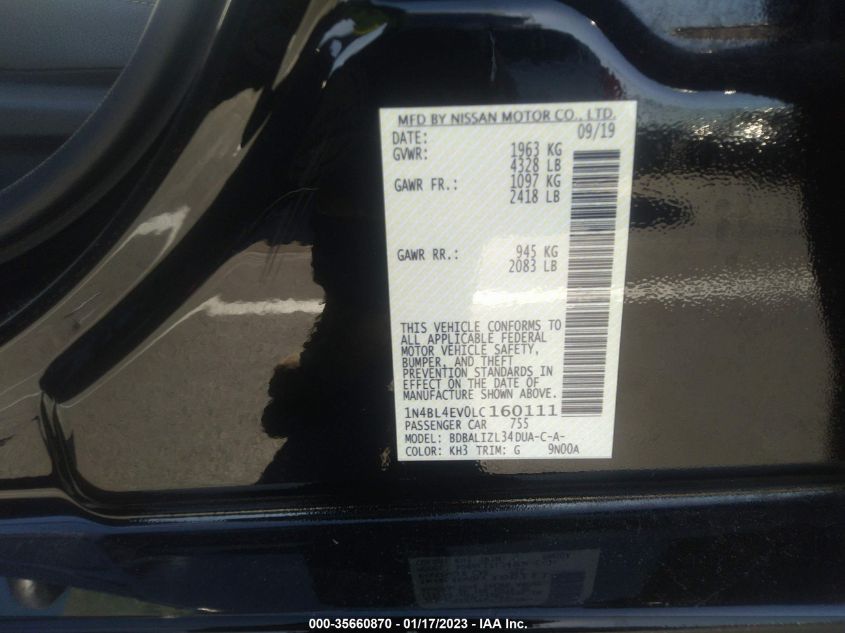 MFD BY NISSAN MOTOR CO., LTD.
DATE: 09/19
GVWR: 1963 KG
4328 LB
GAWR FR.: 1097 KG
2418 LB
GAWR RR.: 945 KG
2083 LB
THIS VEHICLE CONFORMS TO
ALL APPLICABLE FEDERAL
MOTOR VEHICLE SAFETY,
BUMPER, AND THEFT
PREVENTION STANDARDS IN
EFFECT ON THE DATE OF
MANUFACTURE SHOWN ABOVE.
1N4BL4EV0LC160111
PASSENGER CAR 755
MODEL: BDBALIZL34DUA-C-A-
COLOR: KH3 TRIM: G 9N00A
000-35660870 - 01/17/2023 - IAA Inc.